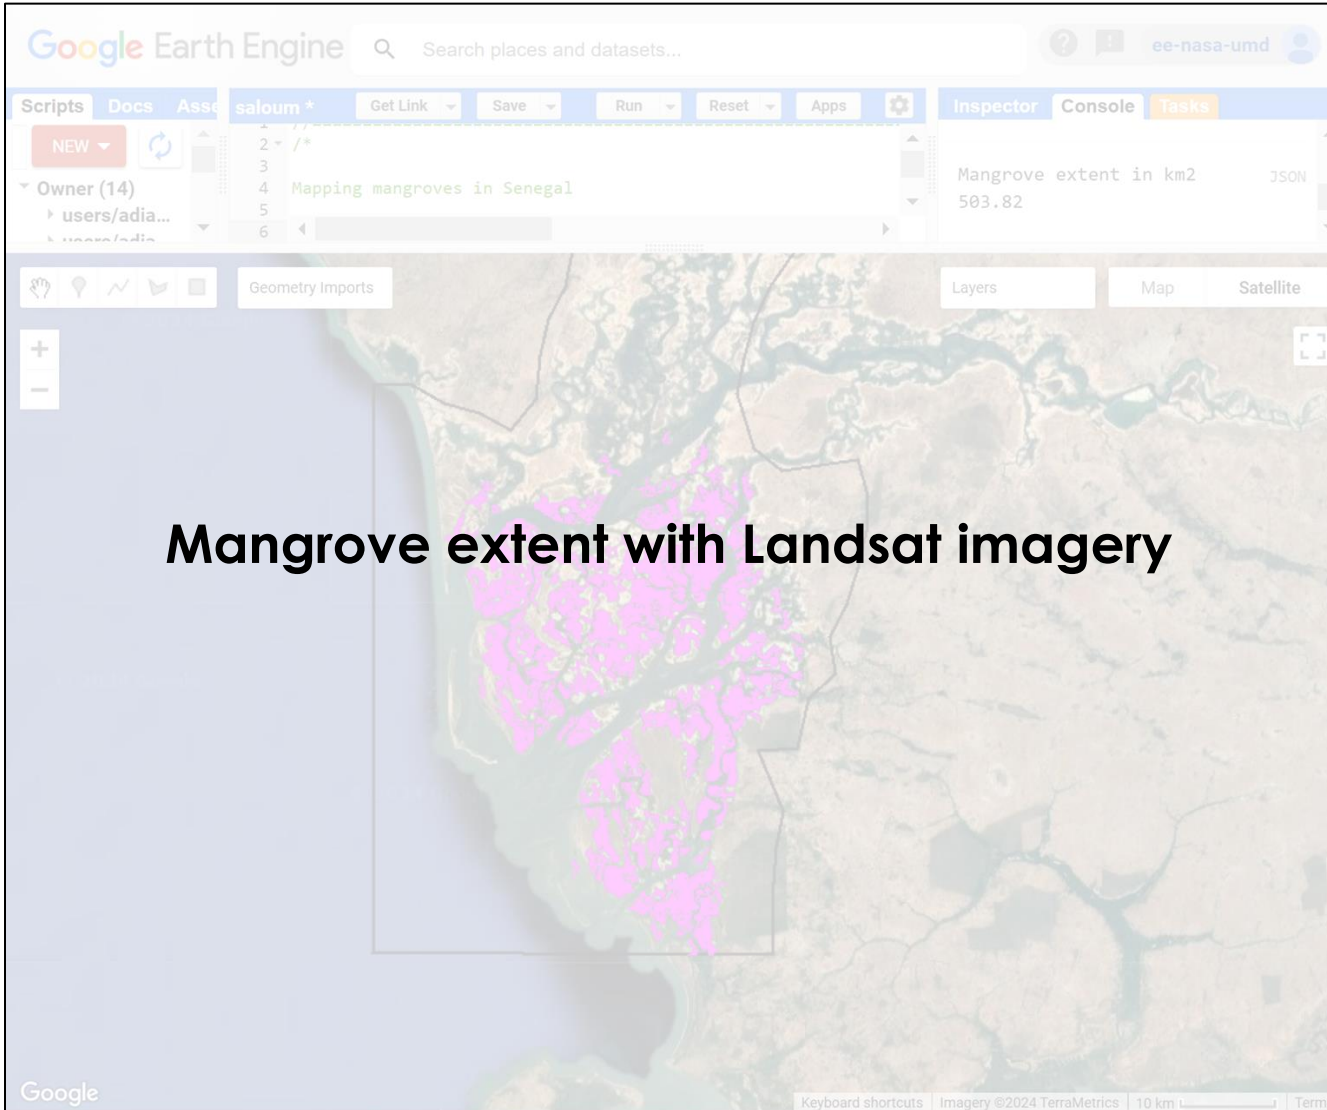 Google Earth Engine
Search places and datasets...
ee-nasa-umd
Scripts Docs Asse
saloum *
Get Link
Save
Run
Reset
Apps
Inspector
Console
Tasks
NEW
Owner (14)
users/adia...
2 /*
3
4 Mapping mangroves in Senegal
5
6
Mangrove extent in km2
JSON
503.82
Geometry Imports
Layers
Map
Satellite
Mangrove extent with Landsat imagery
Google
Keyboard shortcuts
Imagery ©2024 TerraMetrics
10 km
Term